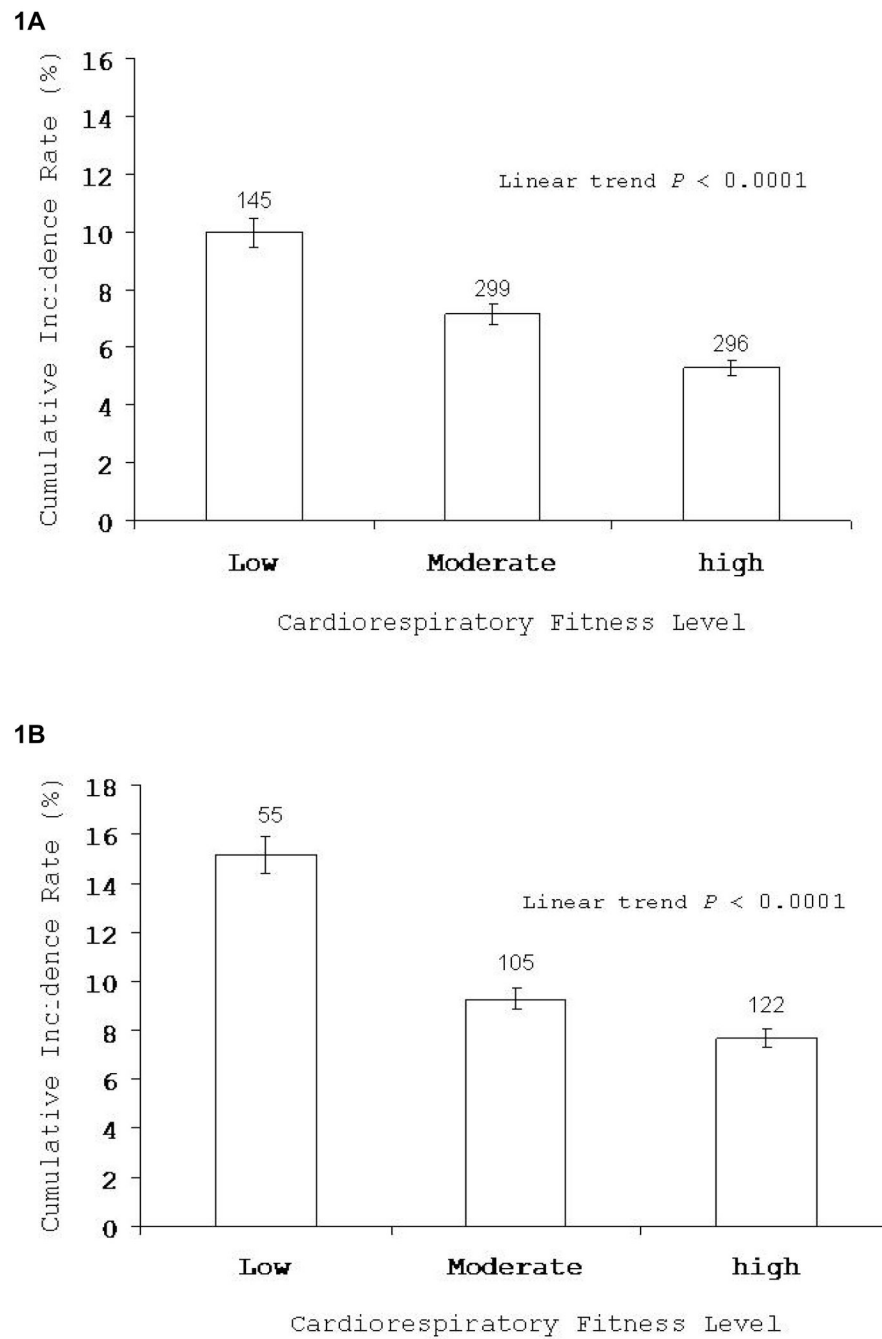 1A
Cumulative Incidence Rate (%)
16
14
12
10
8
6
4
2
0
Linear trend P < 0.0001
145
299
296
Low Moderate high
Cardiorespiratory Fitness Level
1B
Cumulative Incidence Rate (%)
18
16
14
12
10
8
6
4
2
0
Linear trend P < 0.0001
55
105
122
Low Moderate high
Cardiorespiratory Fitness Level